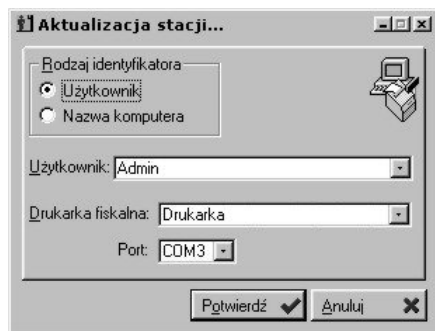 Aktualizacja stacji...
Rodzaj identyfikatora
Użytkownik
Nazwa komputera
Użytkownik: Admin
Drukarka fiskalna: Drukarka
Port: COM3
Potwierdź Anuluj